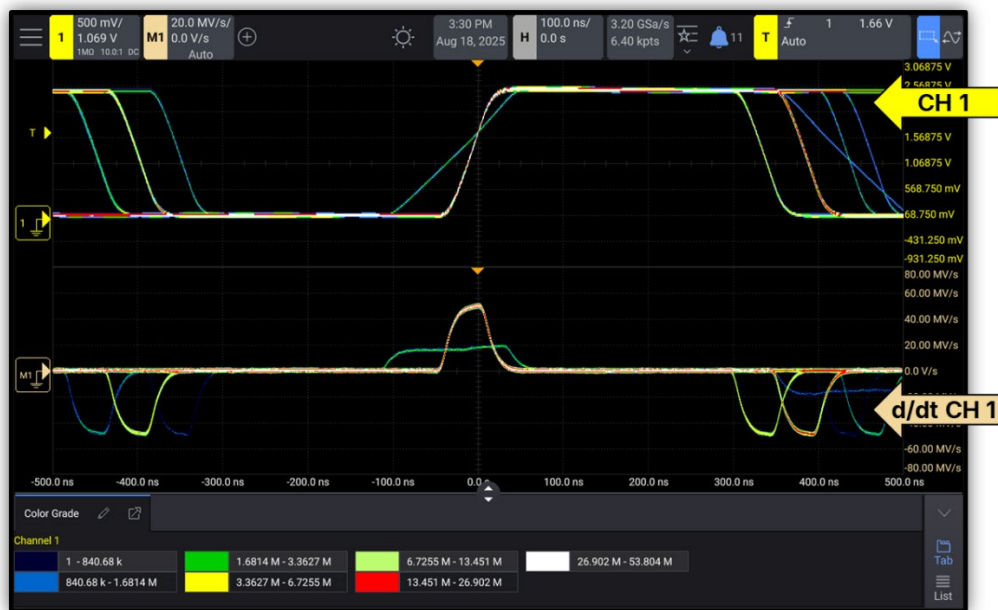 500 mV/
1
1.069 V
1MΩ 10.0:1 DC
M1
20.0 MV/s/
0.0 V/s
Auto
3:30 PM
Aug 18, 2025
H
100.0 ns/
0.0 s
3.20 GSa/s
6.40 kpts
11
T
1
1.66 V
Auto
3.06875 V
2.56875 V
CH 1
T
1.56875 V
1.06875 V
568.750 mV
1
68.750 mV
-431.250 mV
-931.250 mV
80.00 MV/s
60.00 MV/s
40.00 MV/s
20.00 MV/s
M1
0.0 V/s
d/dt CH 1
-60.00 MV/s
-80.00 MV/s
-500.0 ns
-400.0 ns
-300.0 ns
-200.0 ns
-100.0 ns
0.0 s
100.0 ns
200.0 ns
300.0 ns
400.0 ns
500.0 ns
Color Grade
Channel 1
1 - 840.68 k
1.6814 M - 3.3627 M
6.7255 M - 13.451 M
26.902 M - 53.804 M
840.68 k - 1.6814 M
3.3627 M - 6.7255 M
13.451 M - 26.902 M
Tab
List